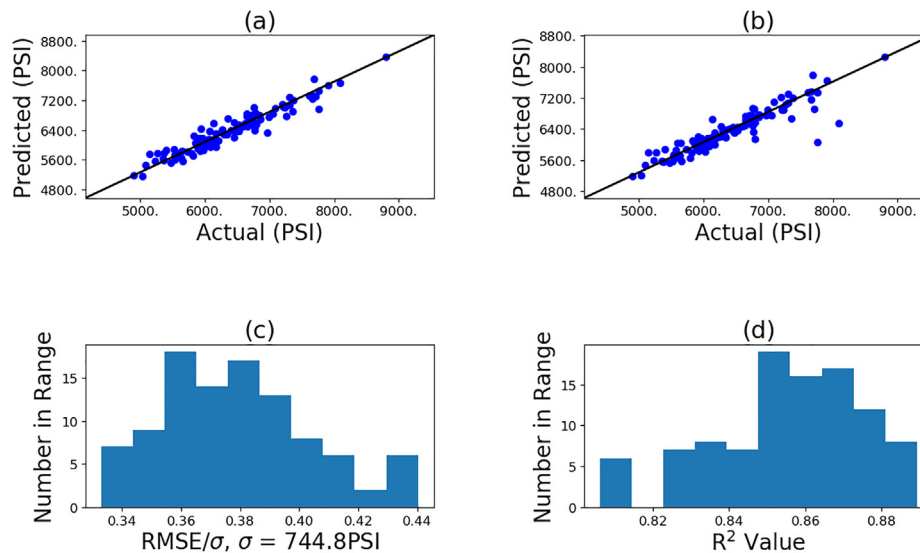 (a)
Predicted (PSI)
8800.
8000.
7200.
6400.
5600.
4800.
5000. 6000. 7000. 8000. 9000.
Actual (PSI)
(b)
Predicted (PSI)
8800.
8000.
7200.
6400.
5600.
4800.
5000. 6000. 7000. 8000. 9000.
Actual (PSI)
(c)
Number in Range
15
10
5
0
0.34 0.36 0.38 0.40 0.42 0.44
RMSE/σ, σ = 744.8PSI
(d)
Number in Range
15
10
5
0
0.82 0.84 0.86 0.88
R² Value